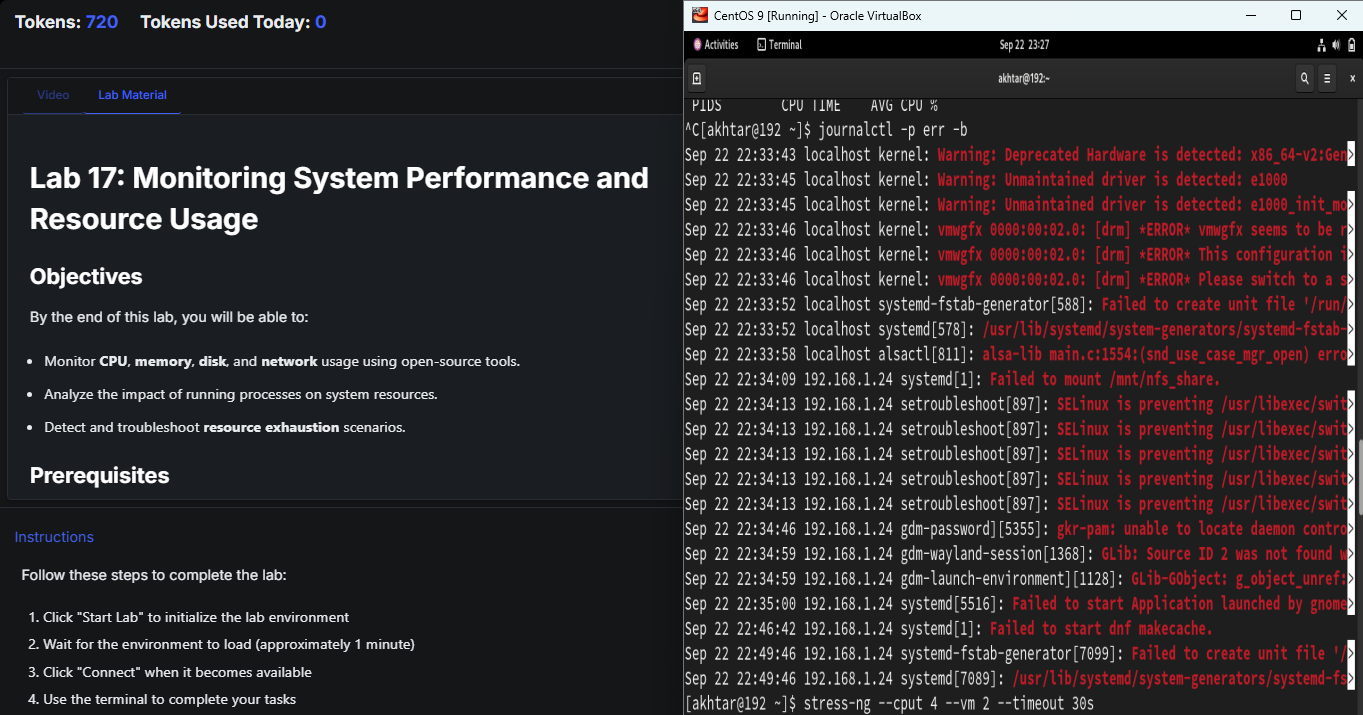 Tokens: 720 Tokens Used Today: 0
Video Lab Material
Lab 17: Monitoring System Performance and
Resource Usage
Objectives
By the end of this lab, you will be able to:
Monitor CPU, memory, disk, and network usage using open-source tools.
Analyze the impact of running processes on system resources.
Detect and troubleshoot resource exhaustion scenarios.
Prerequisites
Instructions
Follow these steps to complete the lab:
1. Click "Start Lab" to initialize the lab environment
2. Wait for the environment to load (approximately 1 minute)
3. Click "Connect" when it becomes available
4. Use the terminal to complete your tasks
CentOS 9 [Running] - Oracle VirtualBox
Activities Terminal Sep 22 23:27
akhtar@192:~
PIDS CPU TIME AVG CPU %
^C[akhtar@192 ~]$ journalctl -p err -b
Sep 22 22:33:43 localhost kernel: Warning: Deprecated Hardware is detected: x86_64-v2:Gen>
Sep 22 22:33:45 localhost kernel: Warning: Unmaintained driver is detected: e1000
Sep 22 22:33:45 localhost kernel: Warning: Unmaintained driver is detected: e1000_init_mo>
Sep 22 22:33:46 localhost kernel: vmwgfx 0000:00:02.0: [drm] *ERROR* vmwgfx seems to be r>
Sep 22 22:33:46 localhost kernel: vmwgfx 0000:00:02.0: [drm] *ERROR* This configuration i>
Sep 22 22:33:46 localhost kernel: vmwgfx 0000:00:02.0: [drm] *ERROR* Please switch to a s>
Sep 22 22:33:52 localhost systemd-fstab-generator[588]: Failed to create unit file '/run/>
Sep 22 22:33:52 localhost systemd[578]: /usr/lib/systemd/system-generators/systemd-fstab->
Sep 22 22:33:58 localhost alsactl[811]: alsa-lib main.c:1554:(snd_use_case_mgr_open) erro>
Sep 22 22:34:09 192.168.1.24 systemd[1]: Failed to mount /mnt/nfs_share.
Sep 22 22:34:13 192.168.1.24 setroubleshoot[897]: SELinux is preventing /usr/libexec/swit>
Sep 22 22:34:13 192.168.1.24 setroubleshoot[897]: SELinux is preventing /usr/libexec/swit>
Sep 22 22:34:13 192.168.1.24 setroubleshoot[897]: SELinux is preventing /usr/libexec/swit>
Sep 22 22:34:13 192.168.1.24 setroubleshoot[897]: SELinux is preventing /usr/libexec/swit>
Sep 22 22:34:13 192.168.1.24 setroubleshoot[897]: SELinux is preventing /usr/libexec/swit>
Sep 22 22:34:46 192.168.1.24 gdm-password][5355]: gkr-pam: unable to locate daemon contro>
Sep 22 22:34:59 192.168.1.24 gdm-wayland-session[1368]: GLib: Source ID 2 was not found w>
Sep 22 22:34:59 192.168.1.24 gdm-launch-environment][1128]: GLib-GObject: g_object_unref:>
Sep 22 22:35:00 192.168.1.24 systemd[5516]: Failed to start Application launched by gnome>
Sep 22 22:46:42 192.168.1.24 systemd[1]: Failed to start dnf makecache.
Sep 22 22:49:46 192.168.1.24 systemd-fstab-generator[7099]: Failed to create unit file '/>
Sep 22 22:49:46 192.168.1.24 systemd[7089]: /usr/lib/systemd/system-generators/systemd-fs>
[akhtar@192 ~]$ stress-ng --cput 4 --vm 2 --timeout 30s